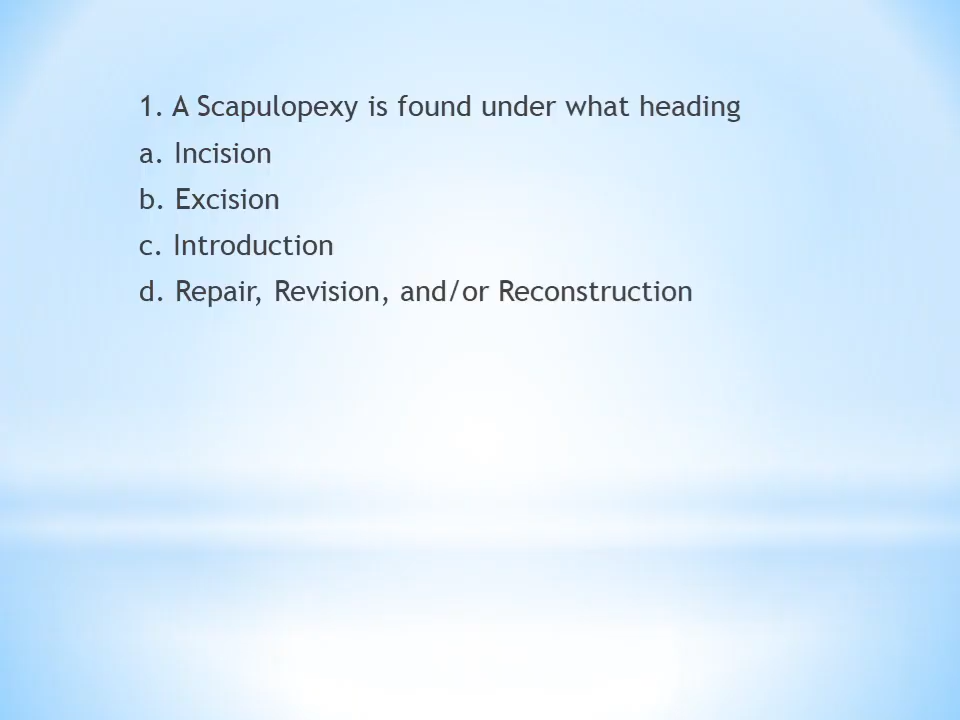 1. A Scapulopexy is found under what heading
a. Incision
b. Excision
c. Introduction
d. Repair, Revision, and/or Reconstruction